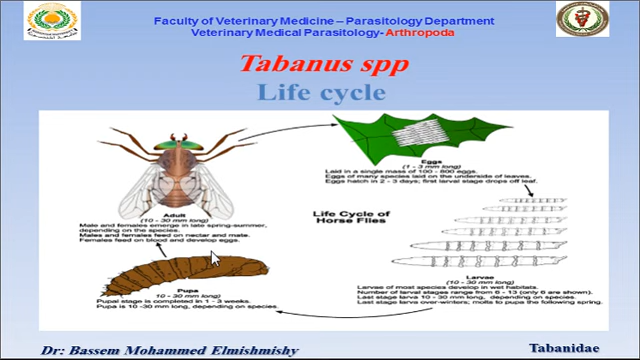 Faculty of Veterinary Medicine – Parasitology Department
Veterinary Medical Parasitology- Arthropoda
Tabanus spp
Life cycle
Eggs
(1 - 3 mm long)
Laid in a single mass of 100 - 800 eggs.
Eggs of many species laid on the underside of leaves.
Eggs hatch in 2 - 3 days; first larval stage drops off leaf.
Adult
(10 - 30 mm long)
Male and females emerge in late spring-summer,
depending on the species.
Males and females feed on nectar and mate.
Females feed on blood and develop eggs.
Life Cycle of
Horse Flies
Larvae
(10 - 30 mm long)
Larvae of most species develop in wet habitats.
Number of larval stages range from 6 - 13 (only 6 are shown).
Last stage larva 10 -30 mm long, depending on species.
Last stage larva over-winters; molts to pupa the following spring.
Pupa
(10 - 30 mm long)
Pupal stage is completed in 1 - 3 weeks.
Pupa is 10 -30 mm long, depending on species.
Dr: Bassem Mohammed Elmishmishy
Tabanidae